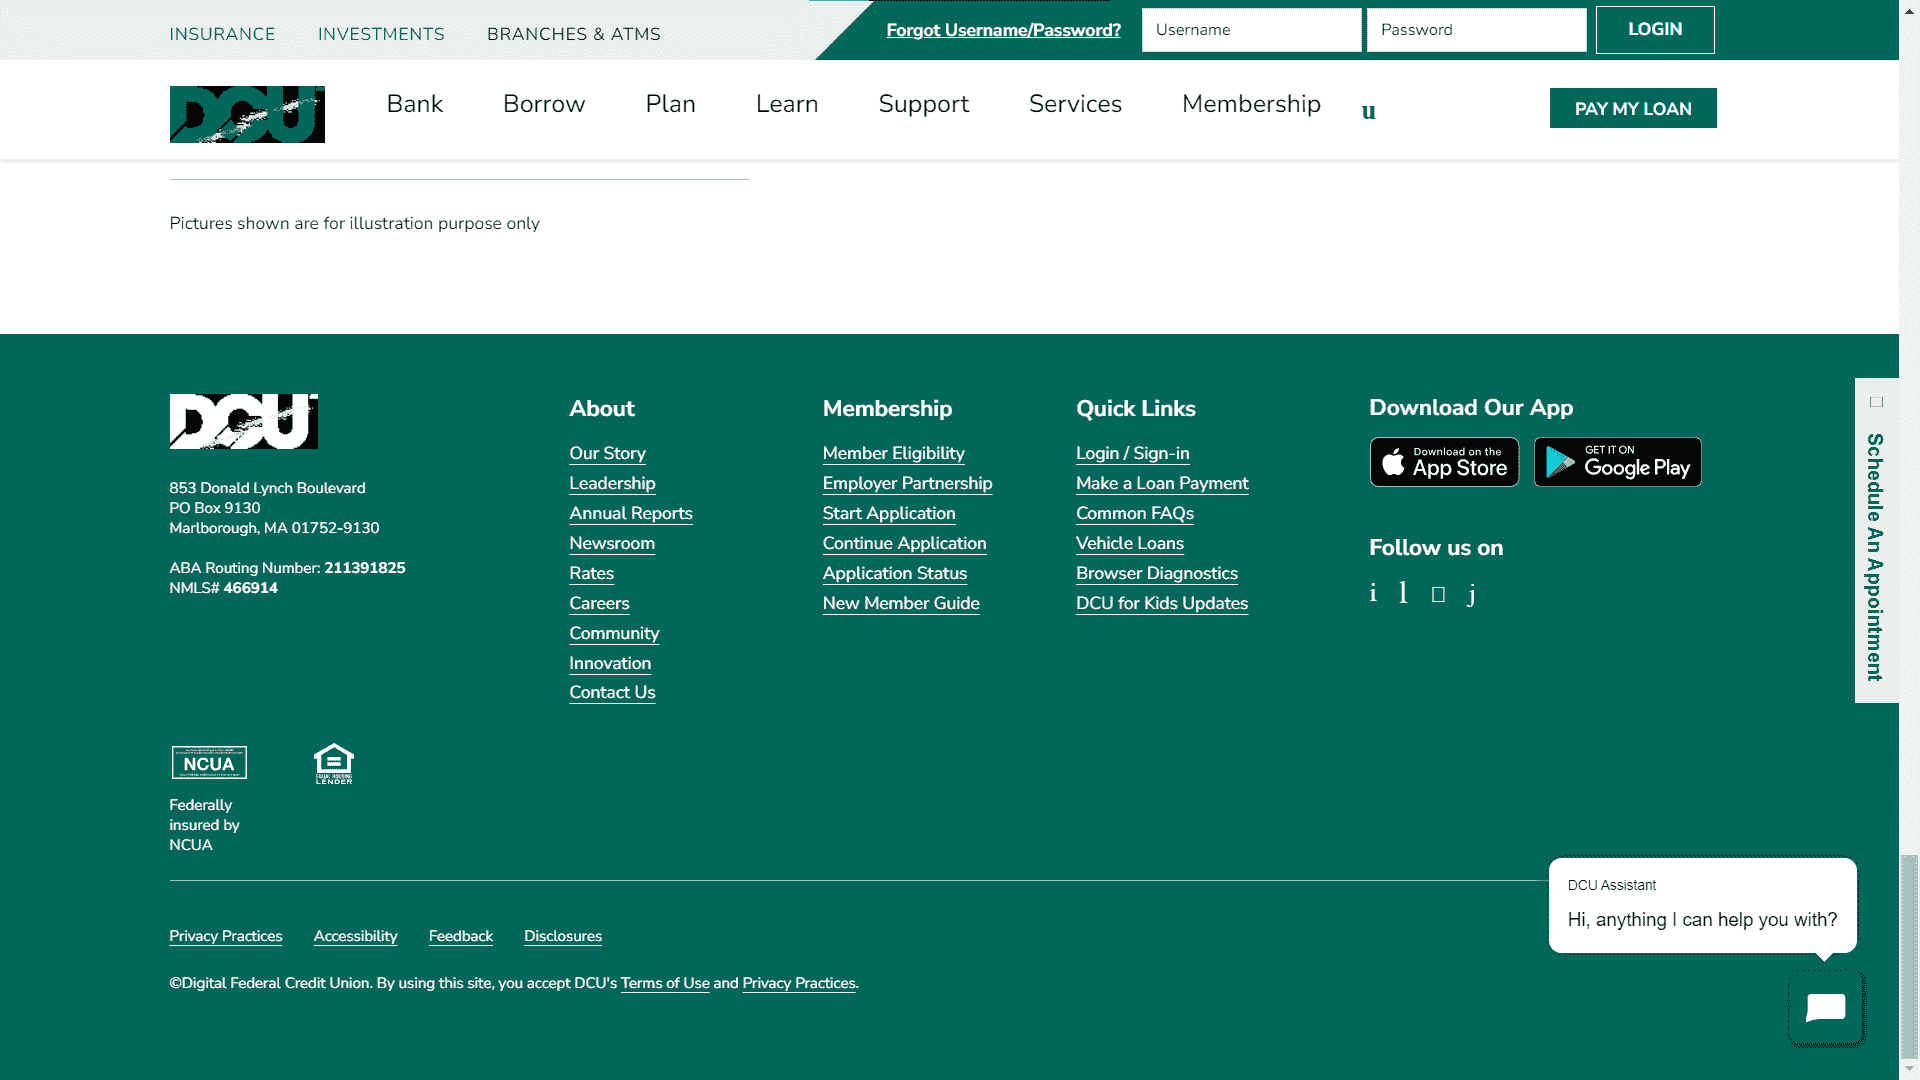 INSURANCE INVESTMENTS BRANCHES & ATMS
Forgot Username/Password? Username Password LOGIN
DCU Bank Borrow Plan Learn Support Services Membership u PAY MY LOAN
Pictures shown are for illustration purpose only
DCU
853 Donald Lynch Boulevard
PO Box 9130
Marlborough, MA 01752-9130
ABA Routing Number: 211391825
NMLS# 466914
About
Our Story
Leadership
Annual Reports
Newsroom
Rates
Careers
Community
Innovation
Contact Us
Membership
Member Eligibility
Employer Partnership
Start Application
Continue Application
Application Status
New Member Guide
Quick Links
Login / Sign-in
Make a Loan Payment
Common FAQs
Vehicle Loans
Browser Diagnostics
DCU for Kids Updates
Download Our App
Download on the
App Store
GET IT ON
Google Play
Follow us on
i l j
Schedule An Appointment
NCUA
EQUAL HOUSING
LENDER
Federally
insured by
NCUA
DCU Assistant
Hi, anything I can help you with?
Privacy Practices Accessibility Feedback Disclosures
©Digital Federal Credit Union. By using this site, you accept DCU's Terms of Use and Privacy Practices.